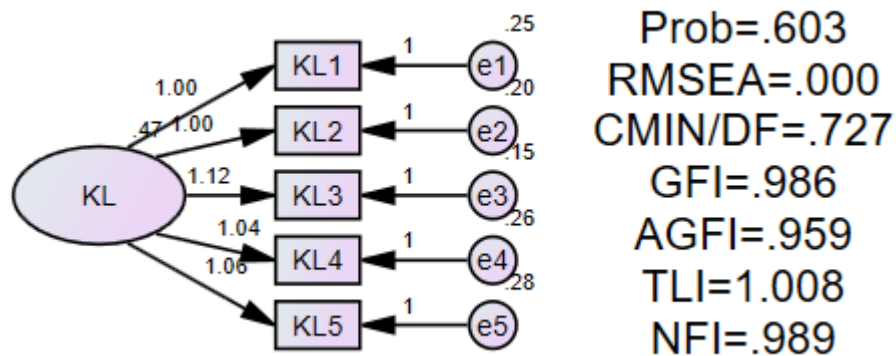 .25
1.00 KL1 1 e1
.20
.47 1.00 KL2 1 e2
.15
KL 1.12 KL3 1 e3
.26
1.04 KL4 1 e4
.28
1.06 KL5 1 e5
Prob=.603
RMSEA=.000
CMIN/DF=.727
GFI=.986
AGFI=.959
TLI=1.008
NFI=.989